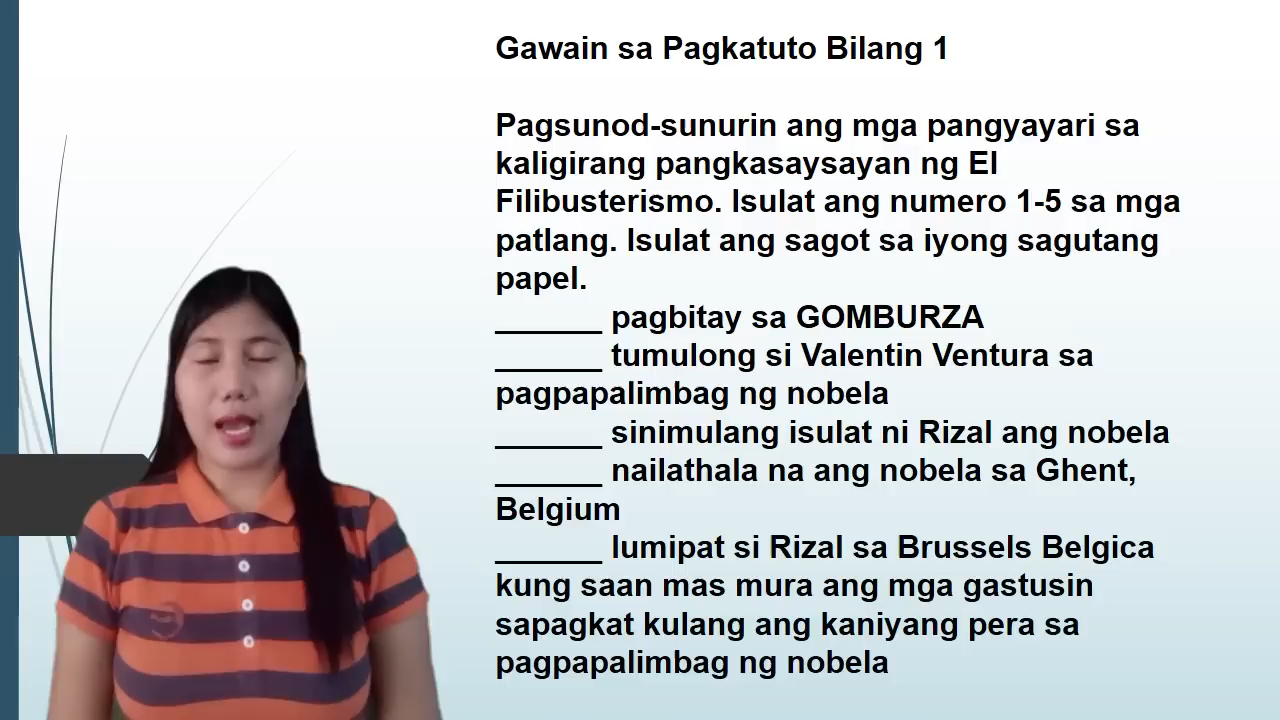 Gawain sa Pagkatuto Bilang 1
Pagsunod-sunurin ang mga pangyayari sa
kaligirang pangkasaysayan ng El
Filibusterismo. Isulat ang numero 1-5 sa mga
patlang. Isulat ang sagot sa iyong sagutang
papel.
______ pagbitay sa GOMBURZA
______ tumulong si Valentin Ventura sa
pagpapalimbag ng nobela
______ sinimulang isulat ni Rizal ang nobela
______ nailathala na ang nobela sa Ghent,
Belgium
______ lumipat si Rizal sa Brussels Belgica
kung saan mas mura ang mga gastusin
sapagkat kulang ang kaniyang pera sa
pagpapalimbag ng nobela